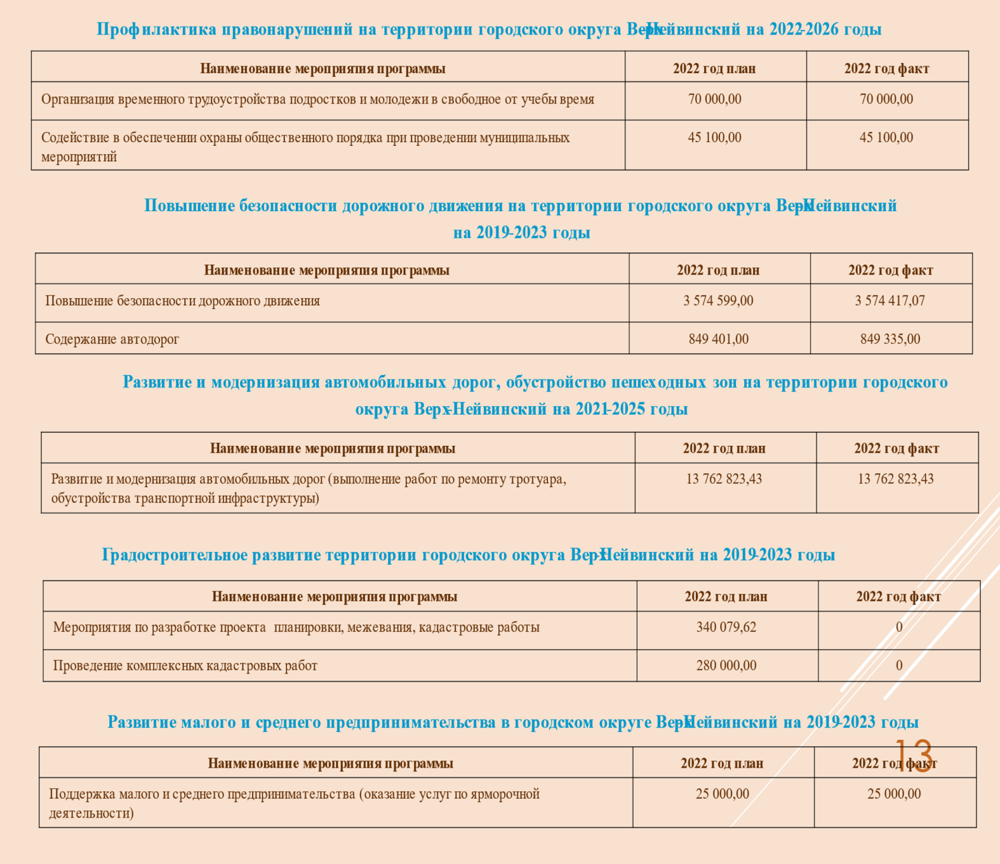 Профилактика правонарушений на территории городского округа Верх-Нейвинский на 2022-2026 годы
Наименование мероприятия программы 2022 год план 2022 год факт
Организация временного трудоустройства подростков и молодежи в свободное от учебы время 70 000,00 70 000,00
Содействие в обеспечении охраны общественного порядка при проведении муниципальных 45 100,00 45 100,00
мероприятий
Повышение безопасности дорожного движения на территории городского округа Верх-Нейвинский
на 2019-2023 годы
Наименование мероприятия программы 2022 год план 2022 год факт
Повышение безопасности дорожного движения 3 574 599,00 3 574 417,07
Содержание автодорог 849 401,00 849 335,00
Развитие и модернизация автомобильных дорог, обустройство пешеходных зон на территории городского
округа Верх-Нейвинский на 2021-2025 годы
Наименование мероприятия программы 2022 год план 2022 год факт
Развитие и модернизация автомобильных дорог (выполнение работ по ремонту тротуара, 13 762 823,43 13 762 823,43
обустройства транспортной инфраструктуры)
Градостроительное развитие территории городского округа Верх-Нейвинский на 2019-2023 годы
Наименование мероприятия программы 2022 год план 2022 год факт
Мероприятия по разработке проекта планировки, межевания, кадастровые работы 340 079,62 0
Проведение комплексных кадастровых работ 280 000,00 0
Развитие малого и среднего предпринимательства в городском округе Верх-Нейвинский на 2019-2023 годы
13
Наименование мероприятия программы 2022 год план 2022 год факт
Поддержка малого и среднего предпринимательства (оказание услуг по ярморочной 25 000,00 25 000,00
деятельности)